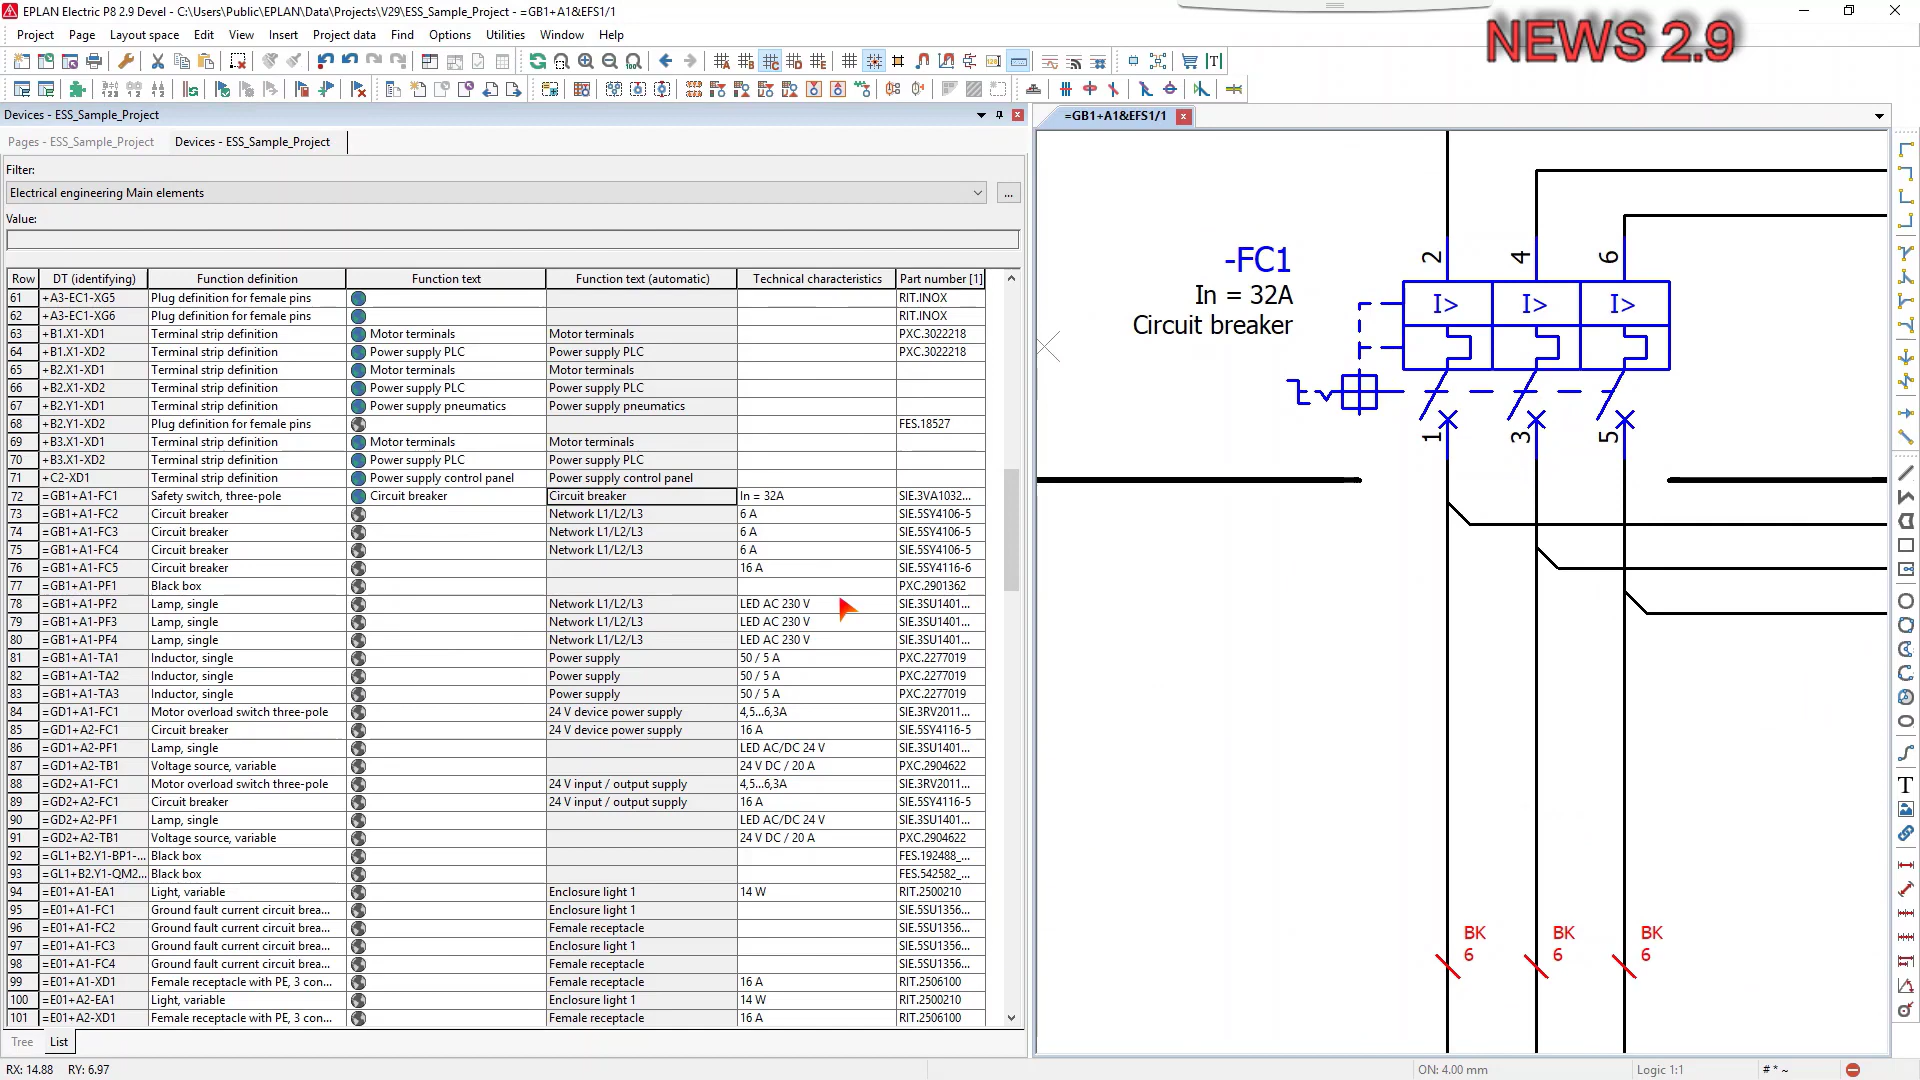 EPLAN Electric P8 2.9 Devel - C:\Users\Public\EPLAN\Data\Projects\V29\ESS_Sample_Project - =GB1+A1&EFS1/1
NEWS 2.9
Project Page Layout space Edit View Insert Project data Find Options Utilities Window Help
Devices - ESS_Sample_Project
=GB1+A1&EFS1/1
Pages - ESS_Sample_Project Devices - ESS_Sample_Project
Filter:
Electrical engineering Main elements
...
Value:
Row DT (identifying) Function definition Function text Function text (automatic) Technical characteristics Part number [1]
61 +A3-EC1-XG5 Plug definition for female pins RIT.INOX
62 +A3-EC1-XG6 Plug definition for female pins RIT.INOX
63 +B1.X1-XD1 Terminal strip definition Motor terminals Motor terminals PXC.3022218
64 +B1.X1-XD2 Terminal strip definition Power supply PLC Power supply PLC PXC.3022218
65 +B2.X1-XD1 Terminal strip definition Motor terminals Motor terminals
66 +B2.X1-XD2 Terminal strip definition Power supply PLC Power supply PLC
67 +B2.Y1-XD1 Terminal strip definition Power supply pneumatics Power supply pneumatics
68 +B2.Y1-XD2 Plug definition for female pins FES.18527
69 +B3.X1-XD1 Terminal strip definition Motor terminals Motor terminals
70 +B3.X1-XD2 Terminal strip definition Power supply PLC Power supply PLC
71 +C2-XD1 Terminal strip definition Power supply control panel Power supply control panel
72 =GB1+A1-FC1 Safety switch, three-pole Circuit breaker Circuit breaker In = 32A SIE.3VA1032...
73 =GB1+A1-FC2 Circuit breaker Network L1/L2/L3 6 A SIE.5SY4106-5
74 =GB1+A1-FC3 Circuit breaker Network L1/L2/L3 6 A SIE.5SY4106-5
75 =GB1+A1-FC4 Circuit breaker Network L1/L2/L3 6 A SIE.5SY4106-5
76 =GB1+A1-FC5 Circuit breaker 16 A SIE.5SY4116-6
77 =GB1+A1-PF1 Black box PXC.2901362
78 =GB1+A1-PF2 Lamp, single Network L1/L2/L3 LED AC 230 V SIE.3SU1401...
79 =GB1+A1-PF3 Lamp, single Network L1/L2/L3 LED AC 230 V SIE.3SU1401...
80 =GB1+A1-PF4 Lamp, single Network L1/L2/L3 LED AC 230 V SIE.3SU1401...
81 =GB1+A1-TA1 Inductor, single Power supply 50 / 5 A PXC.2277019
82 =GB1+A1-TA2 Inductor, single Power supply 50 / 5 A PXC.2277019
83 =GB1+A1-TA3 Inductor, single Power supply 50 / 5 A PXC.2277019
84 =GD1+A1-FC1 Motor overload switch three-pole 24 V device power supply 4,5...6,3A SIE.3RV2011...
85 =GD1+A2-FC1 Circuit breaker 24 V device power supply 16 A SIE.5SY4116-5
86 =GD1+A2-PF1 Lamp, single LED AC/DC 24 V SIE.3SU1401...
87 =GD1+A2-TB1 Voltage source, variable 24 V DC / 20 A PXC.2904622
88 =GD2+A1-FC1 Motor overload switch three-pole 24 V input / output supply 4,5...6,3A SIE.3RV2011...
89 =GD2+A2-FC1 Circuit breaker 24 V input / output supply 16 A SIE.5SY4116-5
90 =GD2+A2-PF1 Lamp, single LED AC/DC 24 V SIE.3SU1401...
91 =GD2+A2-TB1 Voltage source, variable 24 V DC / 20 A PXC.2904622
92 =GL1+B2.Y1-BP1-... Black box FES.192488_...
93 =GL1+B2.Y1-QM2... Black box FES.542582_...
94 =E01+A1-EA1 Light, variable Enclosure light 1 14 W RIT.2500210
95 =E01+A1-FC1 Ground fault current circuit brea... Enclosure light 1 SIE.5SU1356...
96 =E01+A1-FC2 Ground fault current circuit brea... Female receptacle SIE.5SU1356...
97 =E01+A1-FC3 Ground fault current circuit brea... Enclosure light 1 SIE.5SU1356...
98 =E01+A1-FC4 Ground fault current circuit brea... Female receptacle SIE.5SU1356...
99 =E01+A1-XD1 Female receptacle with PE, 3 con... Female receptacle 16 A RIT.2506100
100 =E01+A2-EA1 Light, variable Enclosure light 1 14 W RIT.2500210
101 =E01+A2-XD1 Female receptacle with PE, 3 con... Female receptacle 16 A RIT.2506100
Tree List
-FC1
In = 32A
Circuit breaker
2 4 6
I> I> I>
1 3 5
BK BK BK
6 6 6
RX: 14.88 RY: 6.97
ON: 4.00 mm
Logic 1:1
# * ~